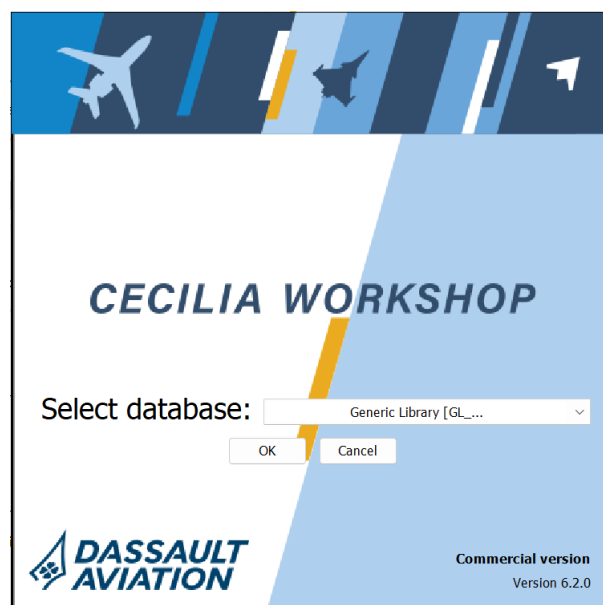 CECILIA WORKSHOP
Select database: Generic Library [GL_...
OK Cancel
DASSAULT
AVIATION
Commercial version
Version 6.2.0